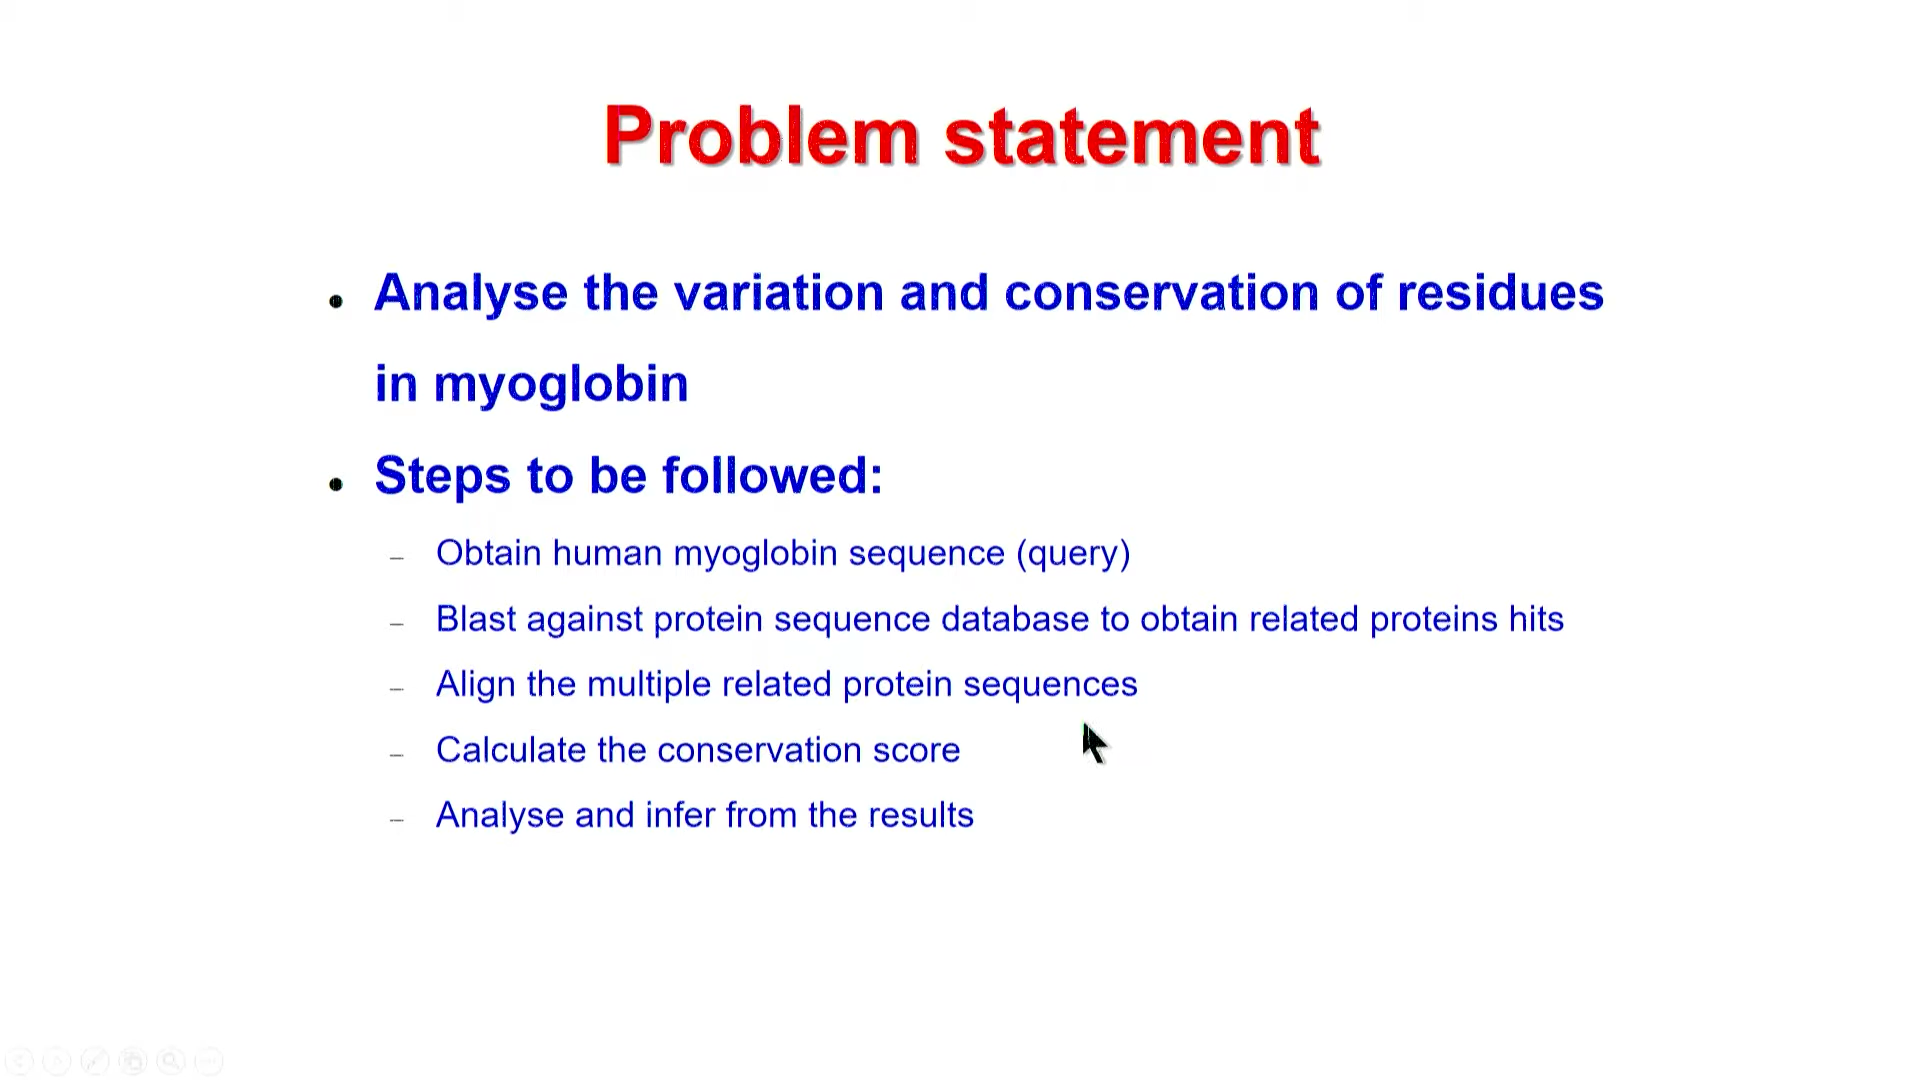 Problem statement
• Analyse the variation and conservation of residues
in myoglobin
• Steps to be followed:
– Obtain human myoglobin sequence (query)
– Blast against protein sequence database to obtain related proteins hits
– Align the multiple related protein sequences
– Calculate the conservation score
– Analyse and infer from the results